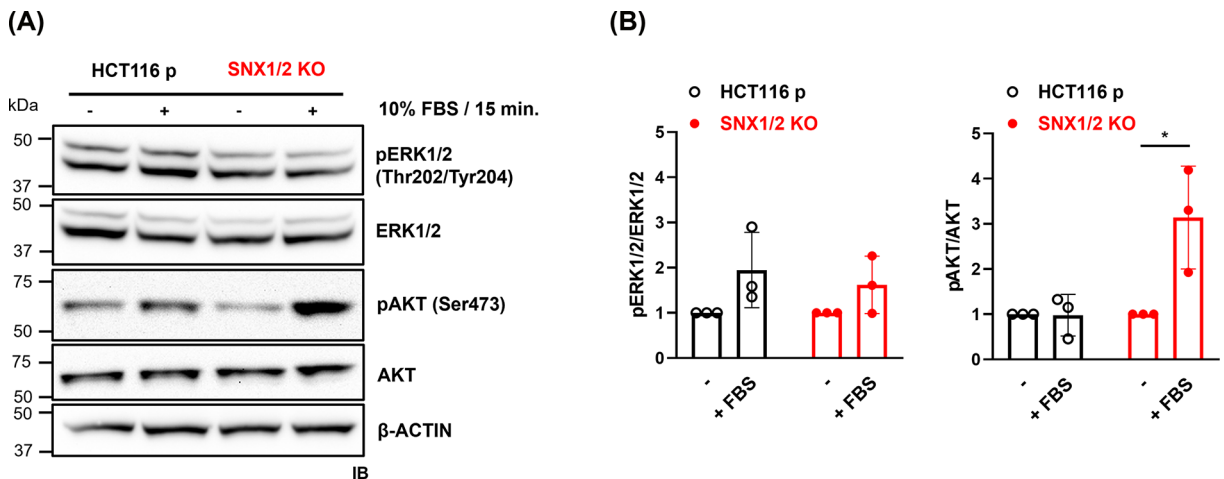 (A)
HCT116 p SNX1/2 KO
kDa
- + - + 10% FBS / 15 min.
50
37
pERK1/2
(Thr202/Tyr204)
50
37
ERK1/2
75
50
pAKT (Ser473)
75
50
AKT
50
37
β-ACTIN
IB
(B)
HCT116 p
SNX1/2 KO
pERK1/2/ERK1/2
5
4
3
2
1
0
-
+ FBS
-
+ FBS
HCT116 p
SNX1/2 KO
*
pAKT/AKT
5
4
3
2
1
0
-
+ FBS
-
+ FBS